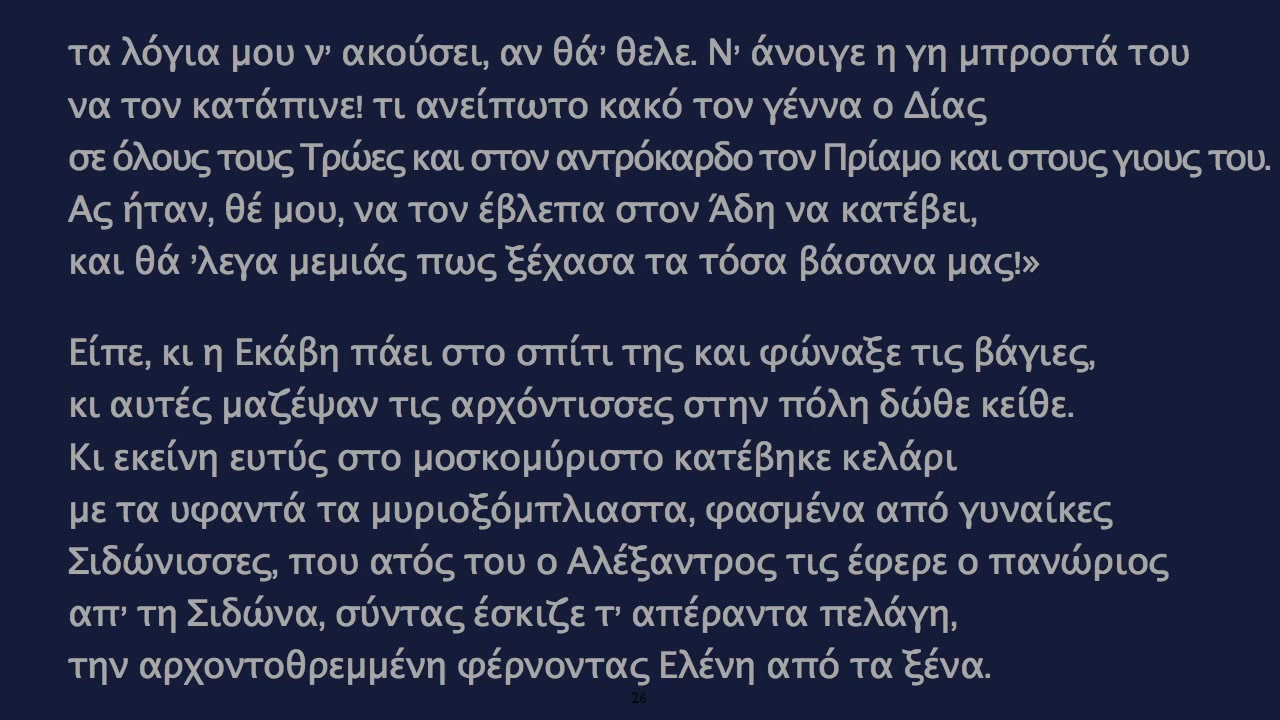 τα λόγια μου ν’ ακούσει, αν θά’ θελε. Ν’ άνοιγε η γη μπροστά του
να τον κατάπινε! τι ανείπωτο κακό τον γέννα ο Δίας
σε όλους τους Τρώες και στον αντρόκαρδο τον Πρίαμο και στους γιους του.
Ας ήταν, θέ μου, να τον έβλεπα στον Άδη να κατέβει,
και θά ’λεγα μεμιάς πως ξέχασα τα τόσα βάσανα μας!»
Είπε, κι η Εκάβη πάει στο σπίτι της και φώναξε τις βάγιες,
κι αυτές μαζέψαν τις αρχόντισσες στην πόλη δώθε κείθε.
Κι εκείνη ευτύς στο μοσκομύριστο κατέβηκε κελάρι
με τα υφαντά τα μυριοξόμπλιαστα, φασμένα από γυναίκες
Σιδώνισσες, που ατός του ο Αλέξαντρος τις έφερε ο πανώριος
απ’ τη Σιδώνα, σύντας έσκιζε τ’ απέραντα πελάγη,
την αρχοντοθρεμμένη φέρνοντας Ελένη από τα ξένα.
26